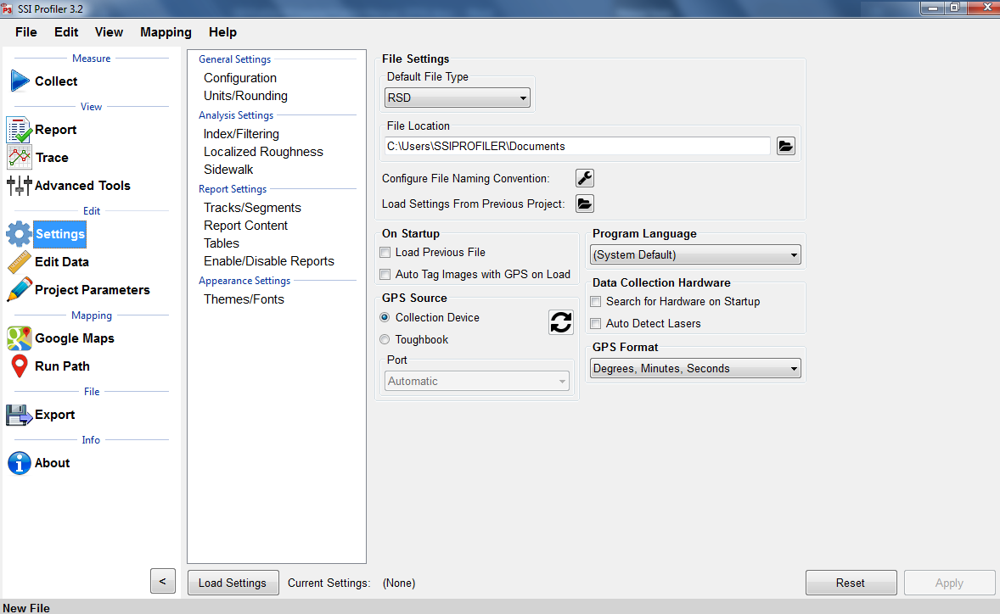 SSI Profiler 3.2
File Edit View Mapping Help
Measure
Collect
View
Report
Trace
Advanced Tools
Edit
Settings
Edit Data
Project Parameters
Mapping
Google Maps
Run Path
File
Export
Info
About
<
General Settings
Configuration
Units/Rounding
Analysis Settings
Index/Filtering
Localized Roughness
Sidewalk
Report Settings
Tracks/Segments
Report Content
Tables
Enable/Disable Reports
Appearance Settings
Themes/Fonts
File Settings
Default File Type
RSD
File Location
C:\Users\SSIPROFILER\Documents
Configure File Naming Convention:
Load Settings From Previous Project:
On Startup
Load Previous File
Auto Tag Images with GPS on Load
GPS Source
Collection Device
Toughbook
Port
Automatic
Program Language
(System Default)
Data Collection Hardware
Search for Hardware on Startup
Auto Detect Lasers
GPS Format
Degrees, Minutes, Seconds
Load Settings Current Settings: (None)
Reset Apply
New File